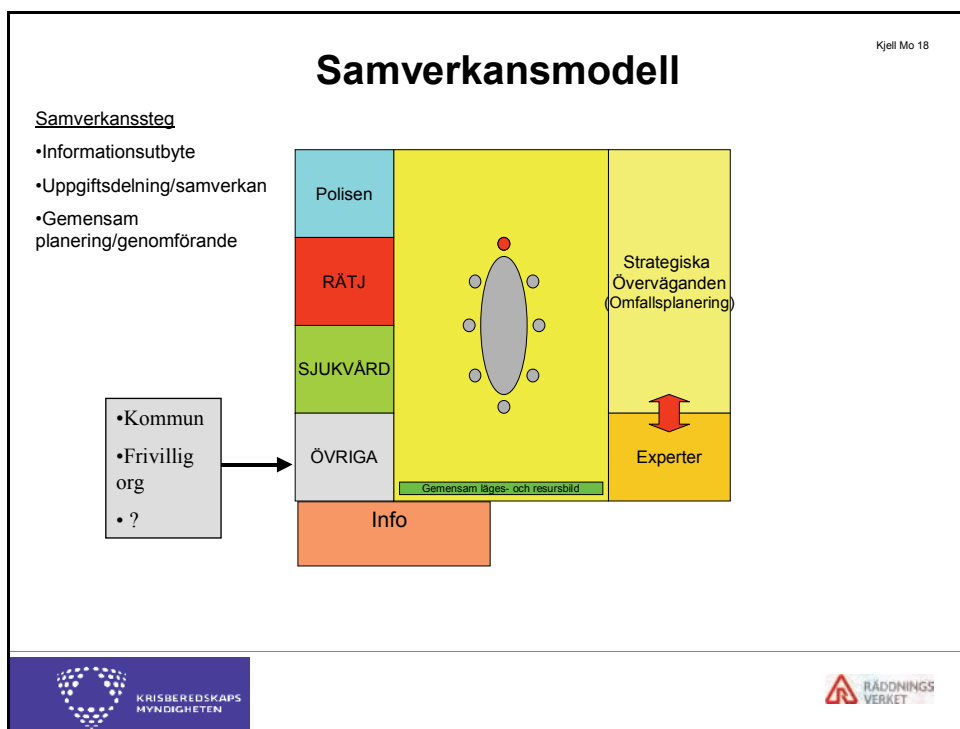 Kjell Mo 18
Samverkansmodell
Samverkanssteg
•Informationsutbyte
•Uppgiftsdelning/samverkan
•Gemensam
planering/genomförande
Polisen
RÄTJ
SJUKVÅRD
ÖVRIGA
Info
Gemensam läges- och resursbild
Strategiska
Överväganden
(Omfallsplanering)
Experter
•Kommun
•Frivillig
org
• ?
KRISBEREDSKAPS
MYNDIGHETEN
RÄDDNINGS
VERKET